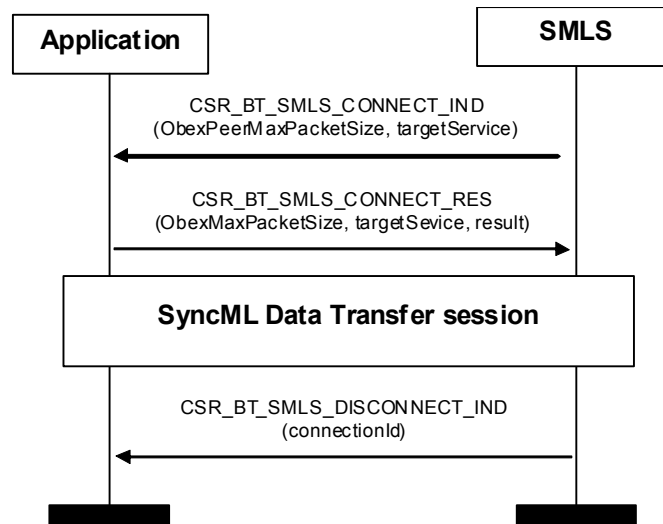 Application
SMLS
CSR_BT_SMLS_CONNECT_IND
(ObexPeerMaxPacketSize, targetService)
CSR_BT_SMLS_CONNECT_RES
(ObexMaxPacketSize, targetSevice, result)
SyncML Data Transfer session
CSR_BT_SMLS_DISCONNECT_IND
(connectionId)